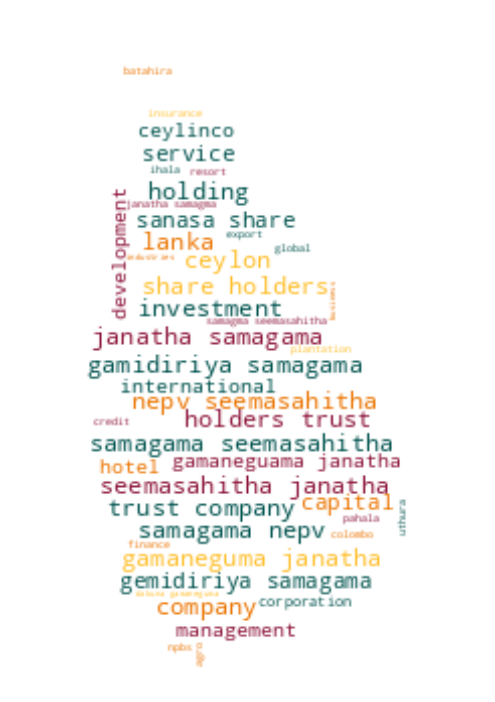 batahira
insurance
ceylinco
service
ihala resort
holding
development
janatha samagma
sanasa share
export
lanka
global
industries
ceylon
share holders
business
investment
samagma seemasahitha
janatha samagama
plantation
gamidiriya samagama
international
nepv seemasahitha
credit
holders trust
samagama seemasahitha
hotel
gamaneguama janatha
seemasahitha janatha
trust company
capital
uthura
pahala
samagama nepv
colombo
finance
gamaneguma janatha
gemidiriya samagama
company
corporation
management
npbs
agro